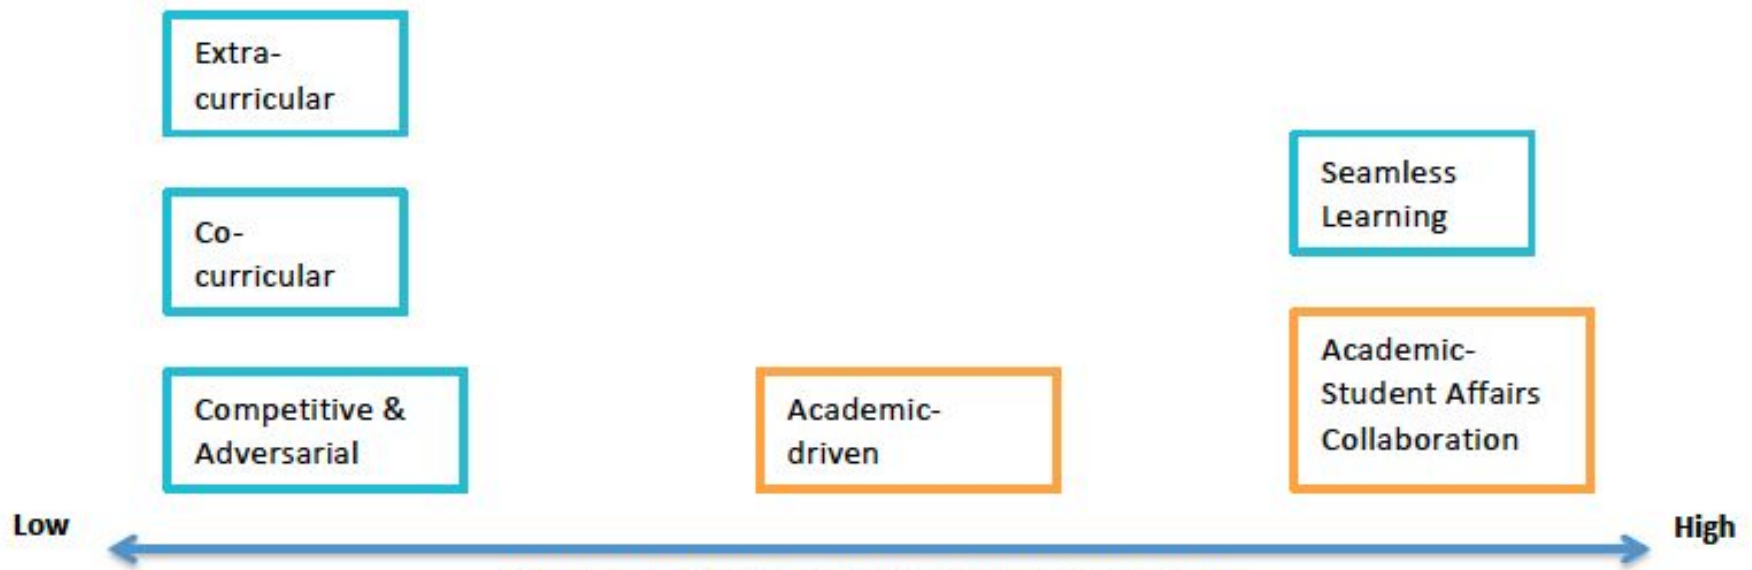 Extra-
curricular
Co-
curricular
Competitive &
Adversarial
Academic-
driven
Seamless
Learning
Academic-
Student Affairs
Collaboration
Low
High